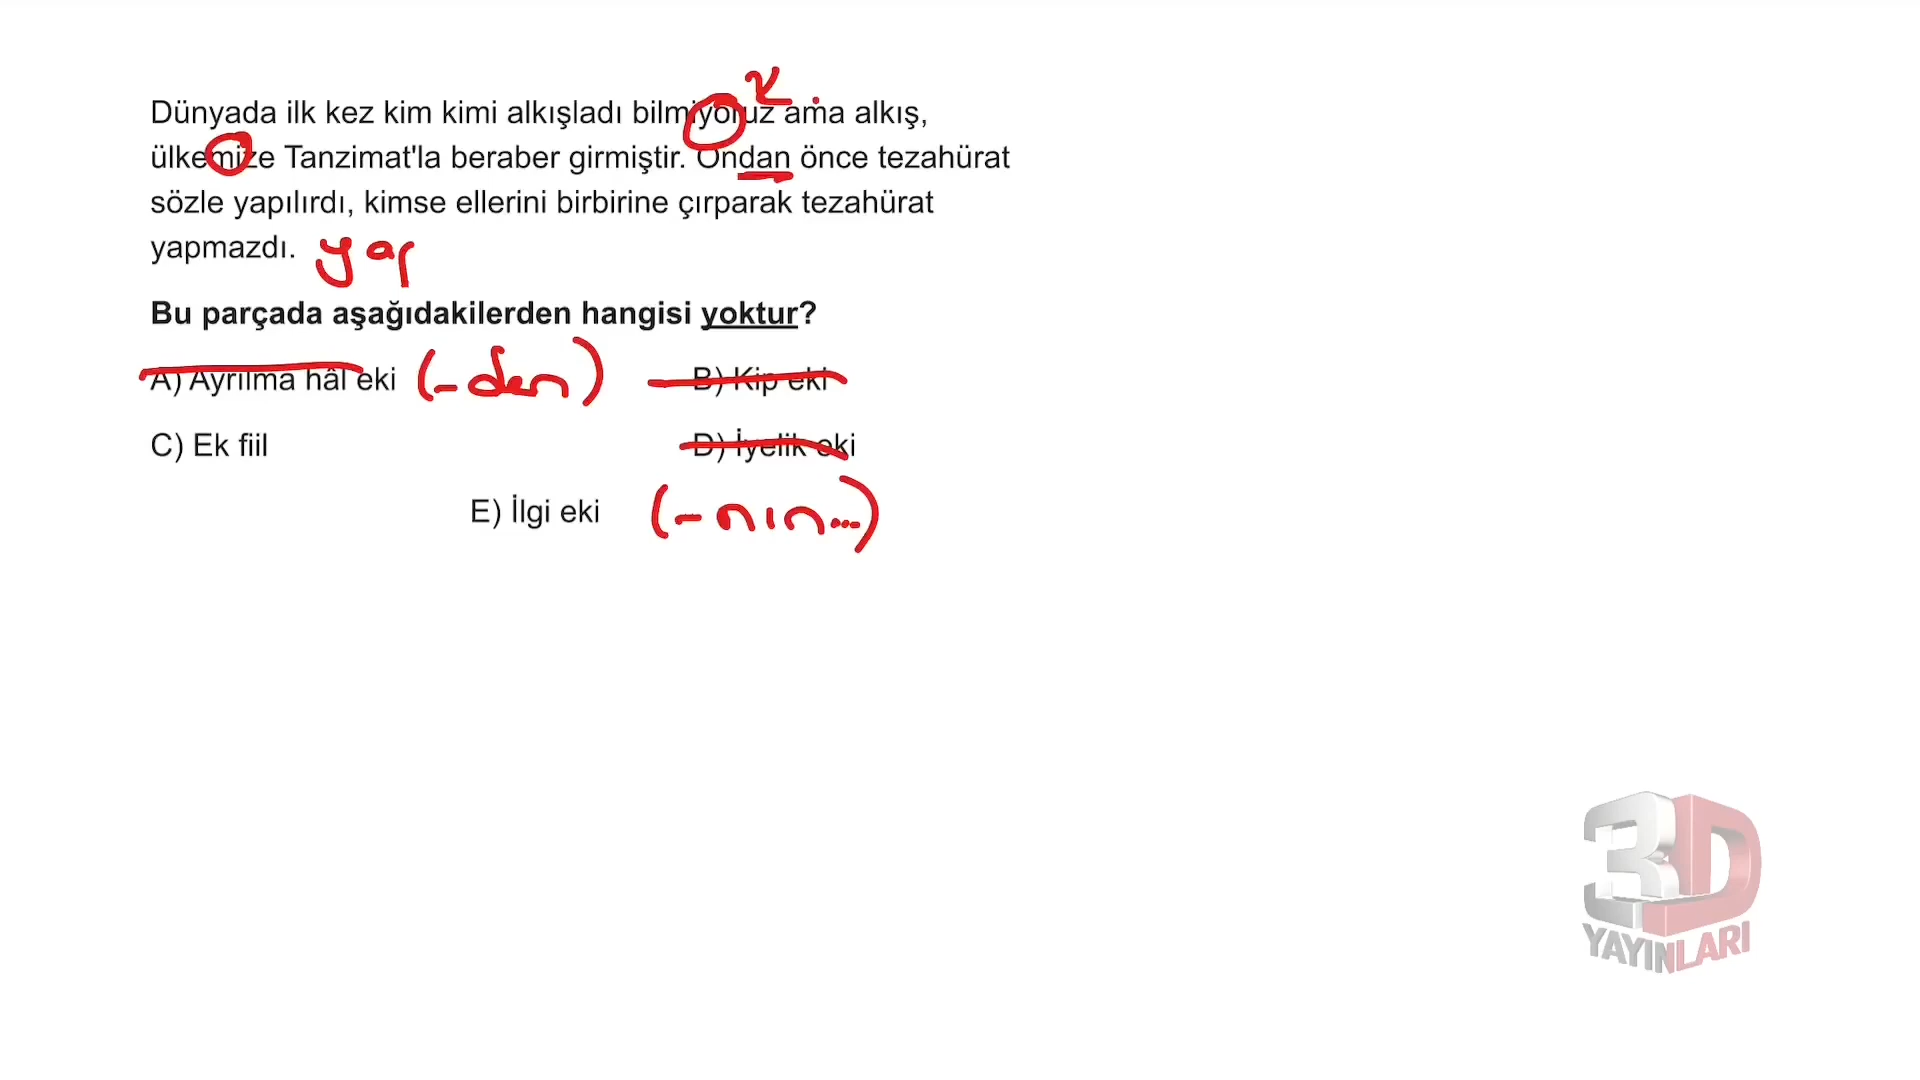 Dünyada ilk kez kim kimi alkışladı bilmiyoruz ama alkış,
ülkemize Tanzimat'la beraber girmiştir. Ondan önce tezahürat
sözle yapılırdı, kimse ellerini birbirine çırparak tezahürat
yapmazdı. yap
Bu parçada aşağıdakilerden hangisi yoktur?
A) Ayrılma hâl eki (-den) B) Kip eki
C) Ek fiil D) İyelik eki
E) İlgi eki (-nın...)
3D
YAYINLARI